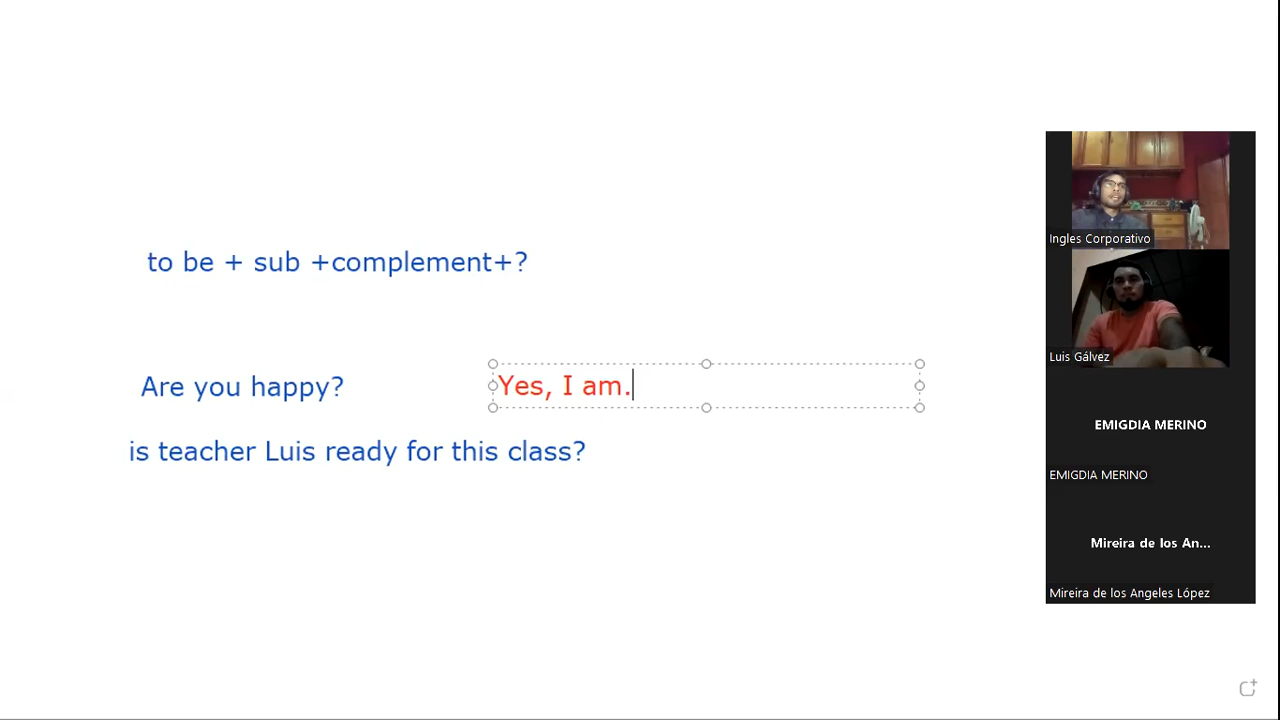 to be + sub +complement+?
Are you happy?
Yes, I am.
is teacher Luis ready for this class?
Ingles Corporativo
Luis Gálvez
EMIGDIA MERINO
EMIGDIA MERINO
Mireira de los An...
Mireira de los Angeles López